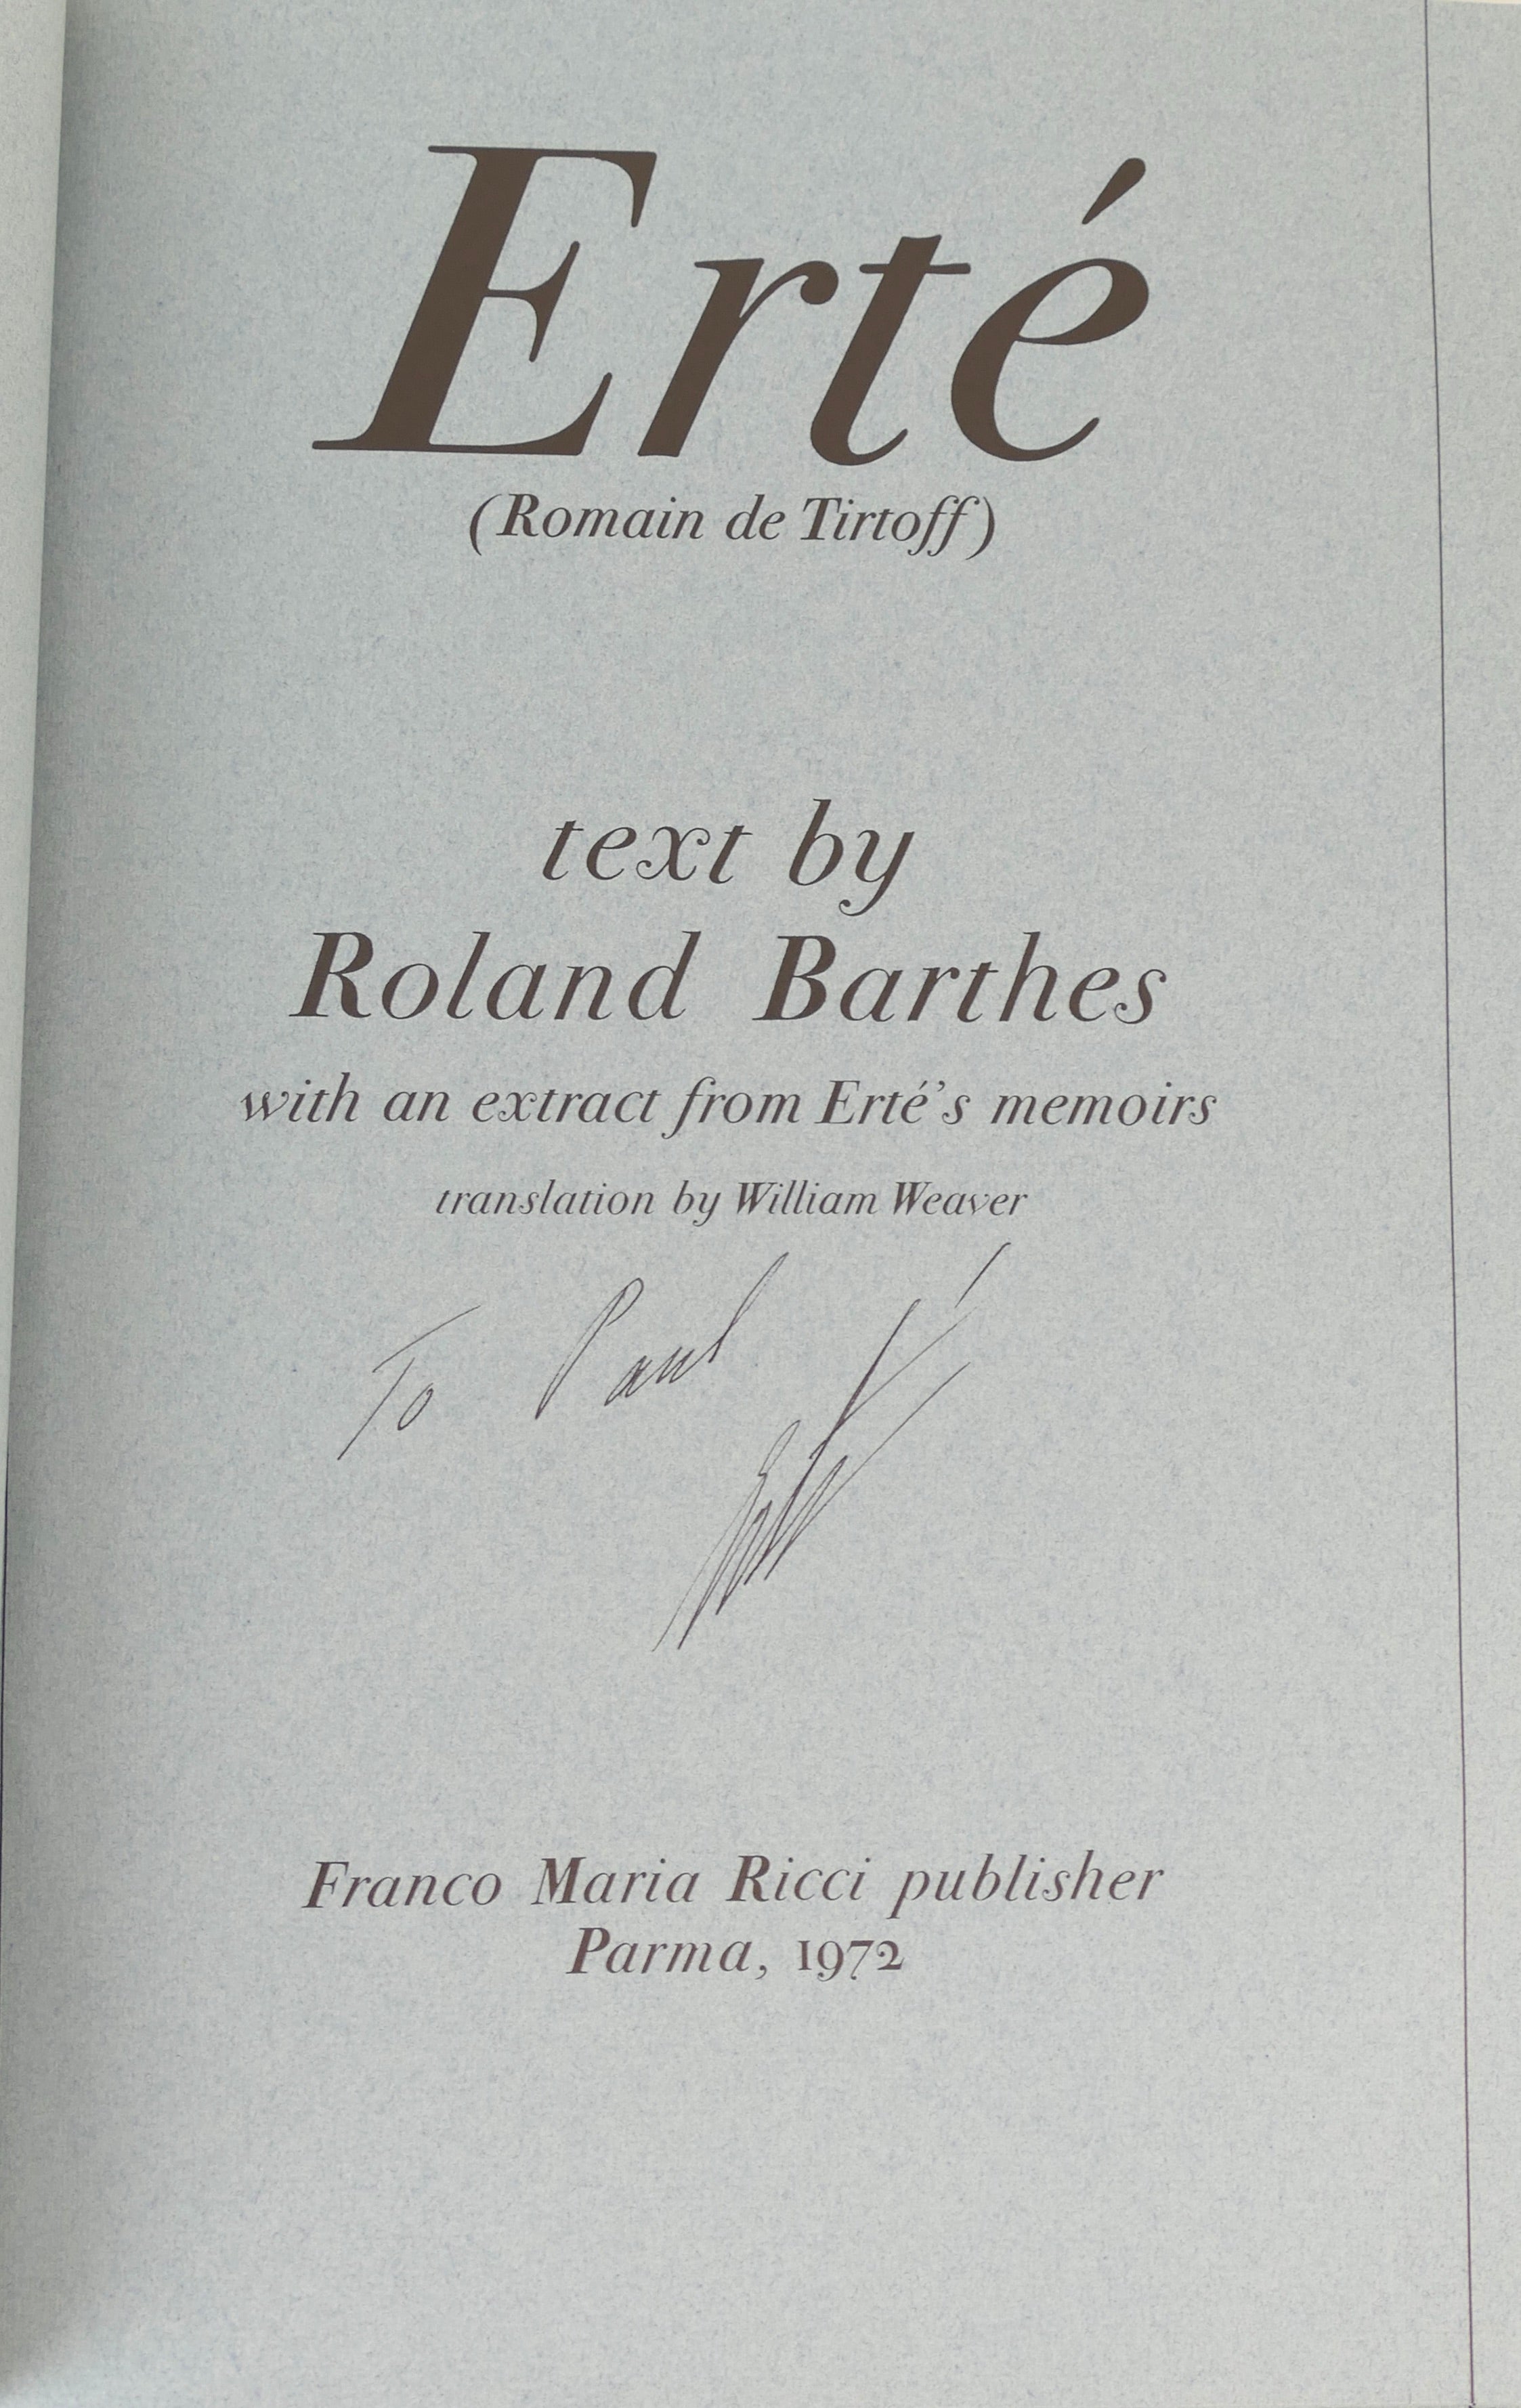 Erté
(Romain de Tirtoff)
text by
Roland Barthes
with an extract from Erté's memoirs
translation by William Weaver
To Paul
Erté
Franco Maria Ricci publisher
Parma, 1972